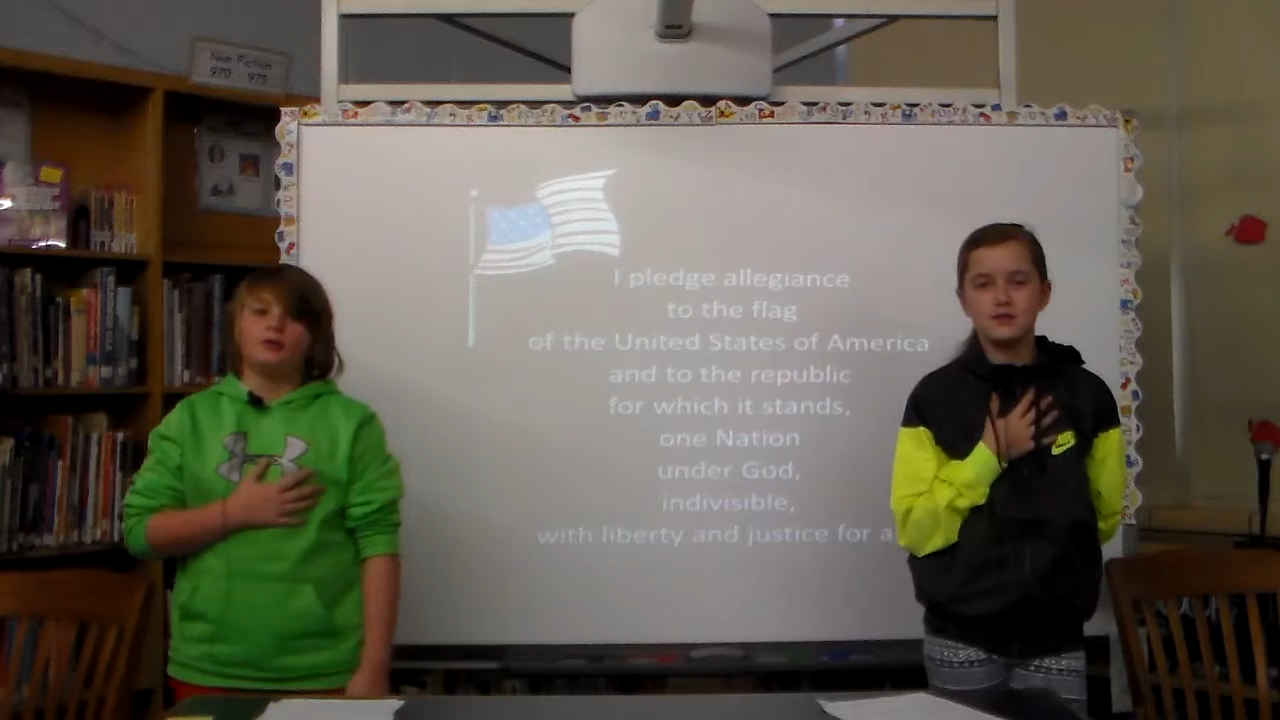 Non Fiction
970 975
I pledge allegiance
to the flag
of the United States of America
and to the republic
for which it stands,
one Nation
under God,
indivisible,
with liberty and justice for a